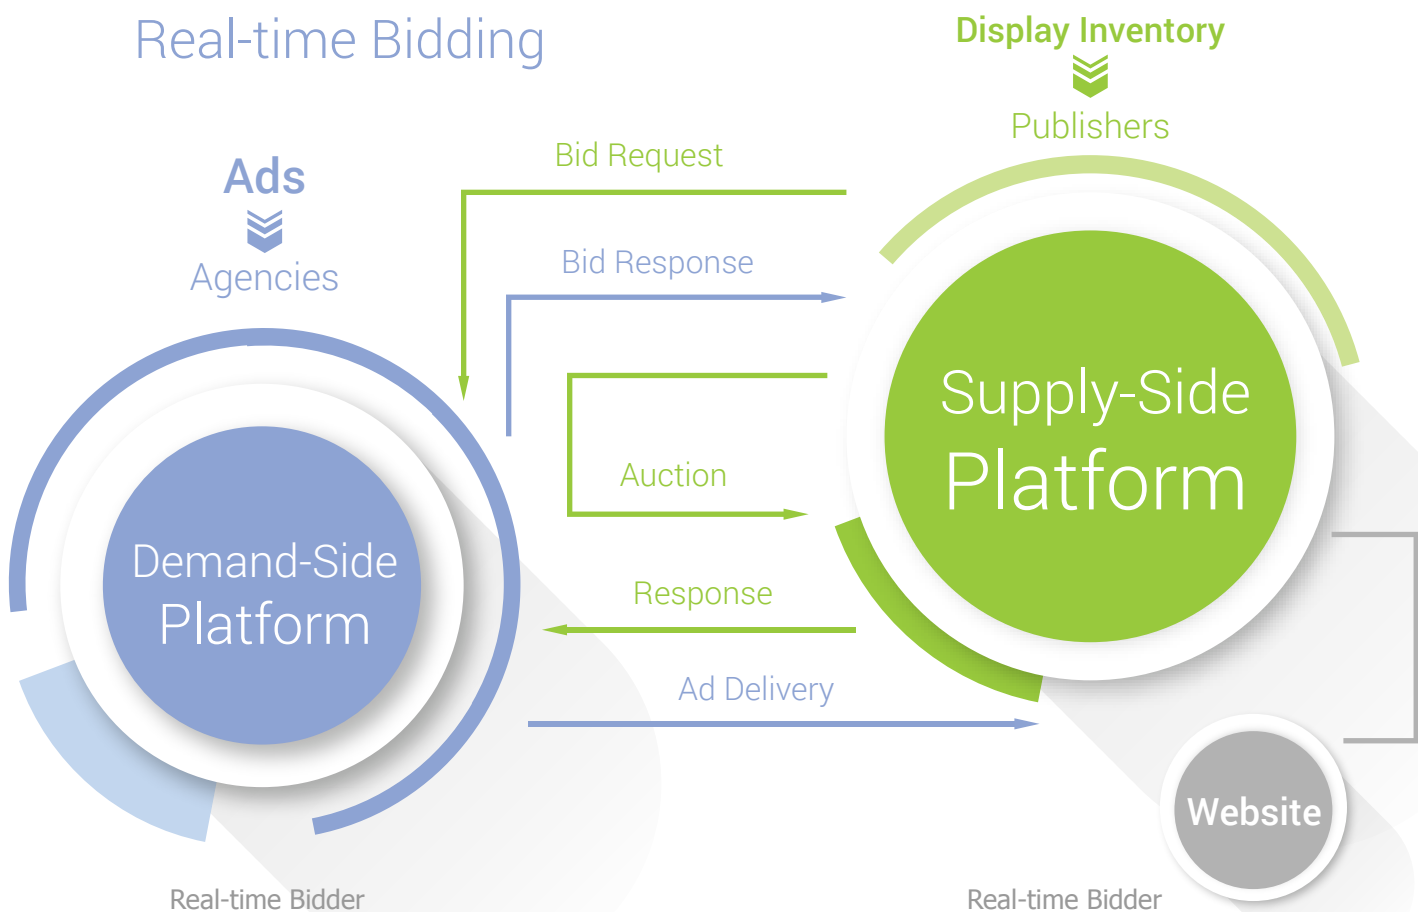 Real-time Bidding
Display Inventory
Publishers
Ads
Agencies
Bid Request
Bid Response
Auction
Response
Ad Delivery
Demand-Side
Platform
Supply-Side
Platform
Website
Real-time Bidder
Real-time Bidder